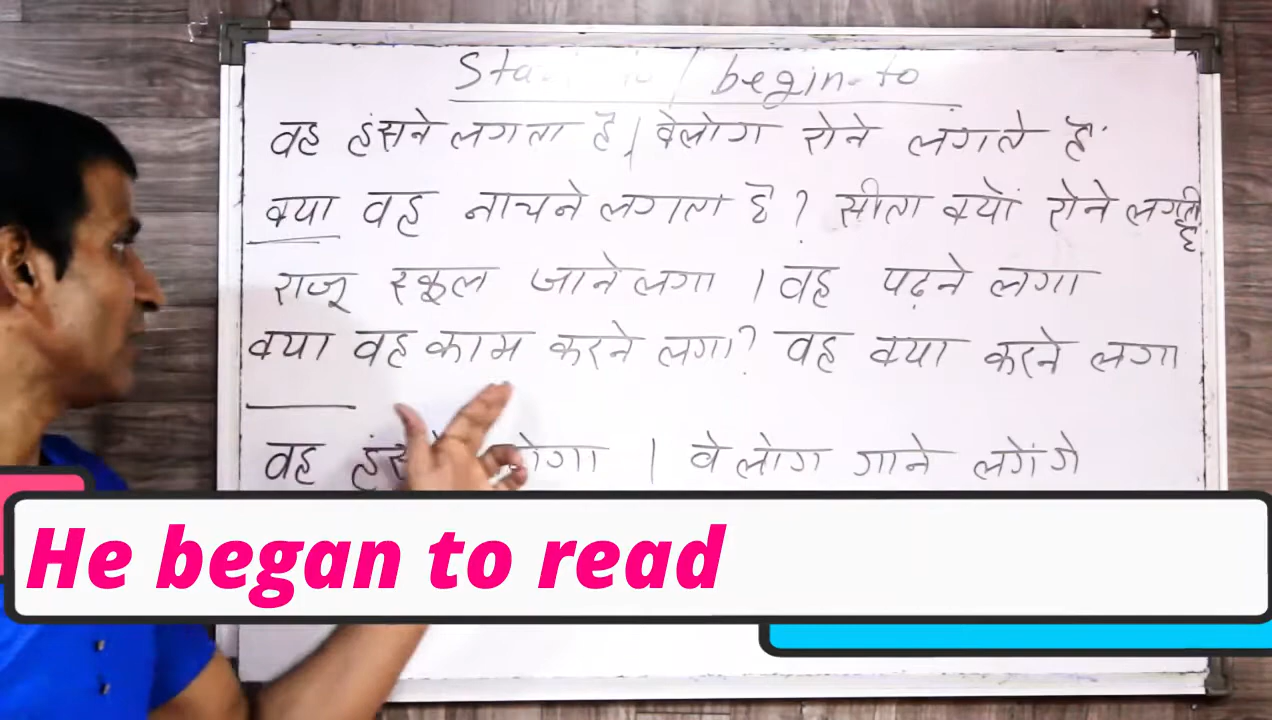 begin-to
वह हंसने लगता है | वेलोग रोने लगते हैं
क्या वह नाचने लगता है ? सीता क्यों रोने लगती है
राजू स्कूल जाने लगा । वह पढ़ने लगा
क्या वह काम करने लगा? वह क्या करने लगा
वह | वे लोग गाने लगेंगे
He began to read